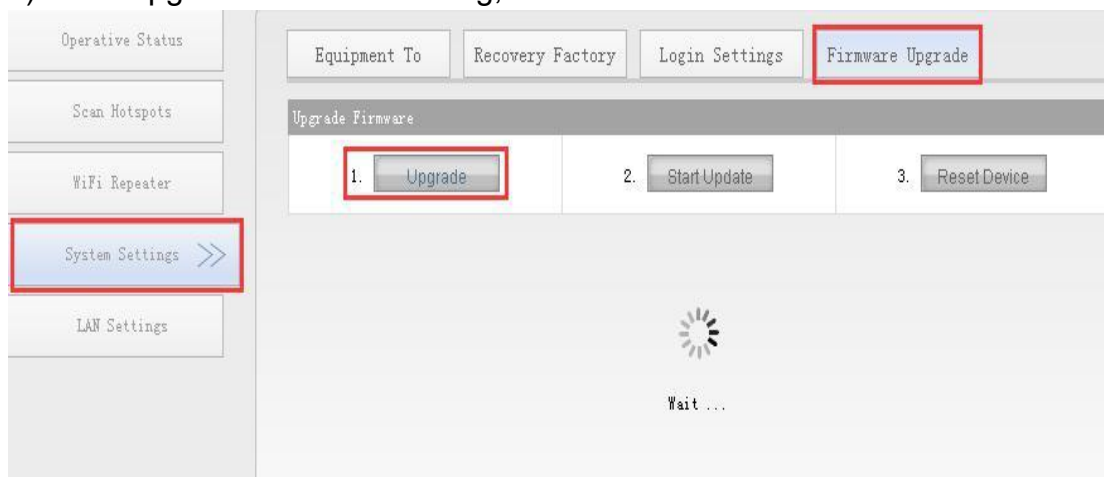 Operative Status
Equipment To
Recovery Factory
Login Settings
Firmware Upgrade
Scan Hotspots
Upgrade Firmware
1. Upgrade
2. Start Update
3. Reset Device
WiFi Repeater
System Settings >>
LAN Settings
Wait ...